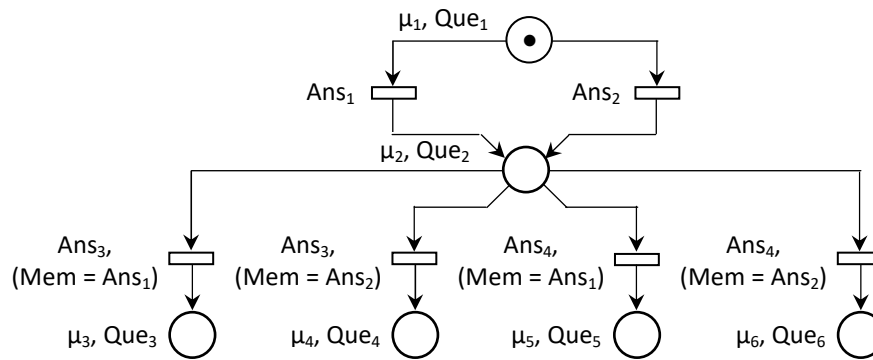 μ₁, Que₁
Ans₁
Ans₂
μ₂, Que₂
Ans₃,
(Mem = Ans₁)
Ans₃,
(Mem = Ans₂)
Ans₄,
(Mem = Ans₁)
Ans₄,
(Mem = Ans₂)
μ₃, Que₃
μ₄, Que₄
μ₅, Que₅
μ₆, Que₆